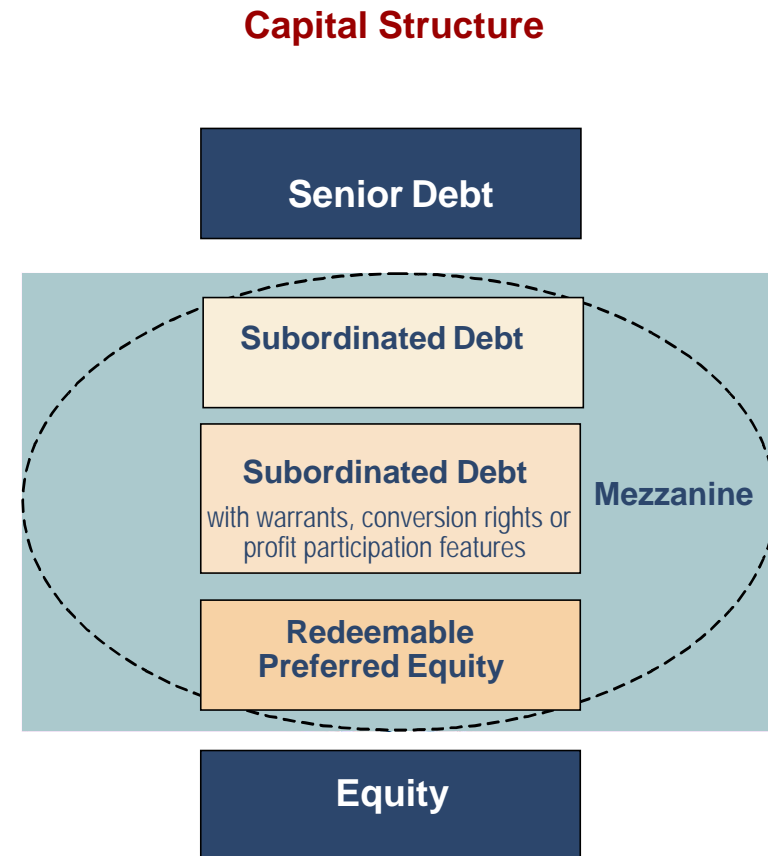 Capital Structure
Senior Debt
Subordinated Debt
Subordinated Debt
with warrants, conversion rights or
profit participation features
Mezzanine
Redeemable
Preferred Equity
Equity